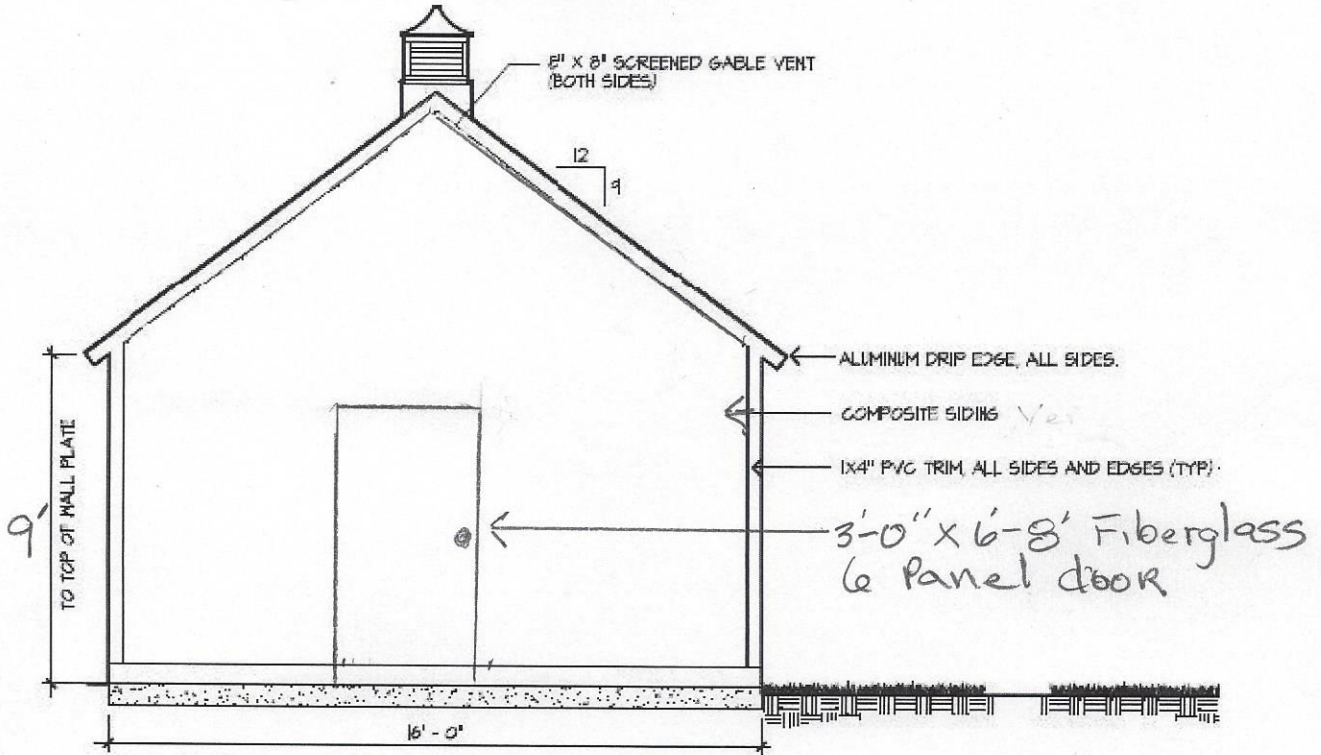 8" X 8" SCREENED GABLE VENT
(BOTH SIDES)
12
9
ALUMINUM DRIP EDGE, ALL SIDES.
COMPOSITE SIDING
1X4" PVC TRIM, ALL SIDES AND EDGES (TYP)
9'
TO TOP OF WALL PLATE
3'-0" X 6'-8' Fiberglass
6 Panel door
16' - 0"